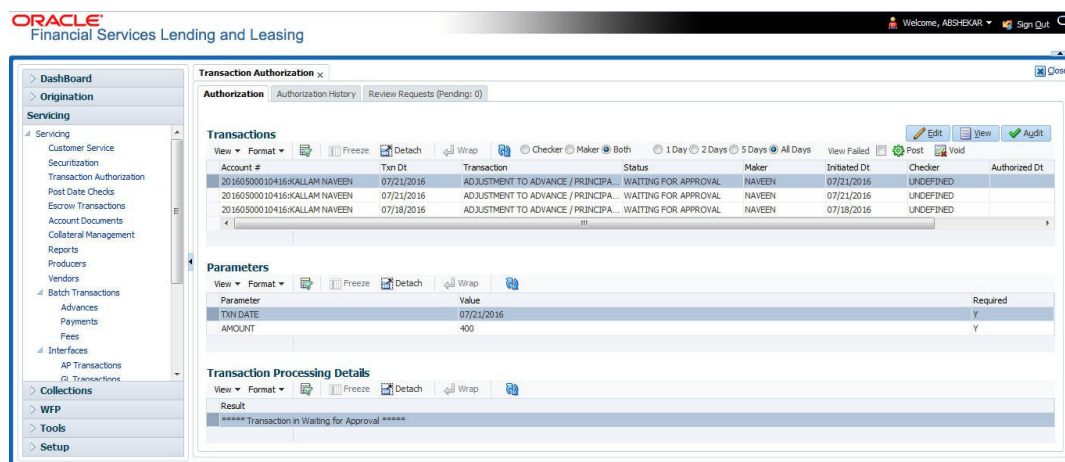 ORACLE
Financial Services Lending and Leasing
Welcome, ABSHEKAR Sign Out
Close
DashBoard
Origination
Servicing
Servicing
Customer Service
Securitization
Transaction Authorization
Post Date Checks
Escrow Transactions
Account Documents
Collateral Management
Reports
Producers
Vendors
Batch Transactions
Advances
Payments
Fees
Interfaces
AP Transactions
GL Transactions
Collections
WFP
Tools
Setup
Transaction Authorization
Authorization Authorization History Review Requests (Pending: 0)
Transactions
Edit View Audit
View Format Freeze Detach Wrap Checker Maker Both 1 Day 2 Days 5 Days All Days View Failed Post Void
Account # Txn Dt Transaction Status Maker Initiated Dt Checker Authorized Dt
20160500010416:KALLAM NAVEEN 07/21/2016 ADJUSTMENT TO ADVANCE / PRINCIPA... WAITING FOR APPROVAL NAVEEN 07/21/2016 UNDEFINED
20160500010416:KALLAM NAVEEN 07/21/2016 ADJUSTMENT TO ADVANCE / PRINCIPA... WAITING FOR APPROVAL NAVEEN 07/21/2016 UNDEFINED
20160500010416:KALLAM NAVEEN 07/18/2016 ADJUSTMENT TO ADVANCE / PRINCIPA... WAITING FOR APPROVAL NAVEEN 07/18/2016 UNDEFINED
Parameters
View Format Freeze Detach Wrap
Parameter Value Required
TXN DATE 07/21/2016 Y
AMOUNT 400 Y
Transaction Processing Details
View Format Freeze Detach Wrap
Result
***** Transaction in Waiting for Approval *****